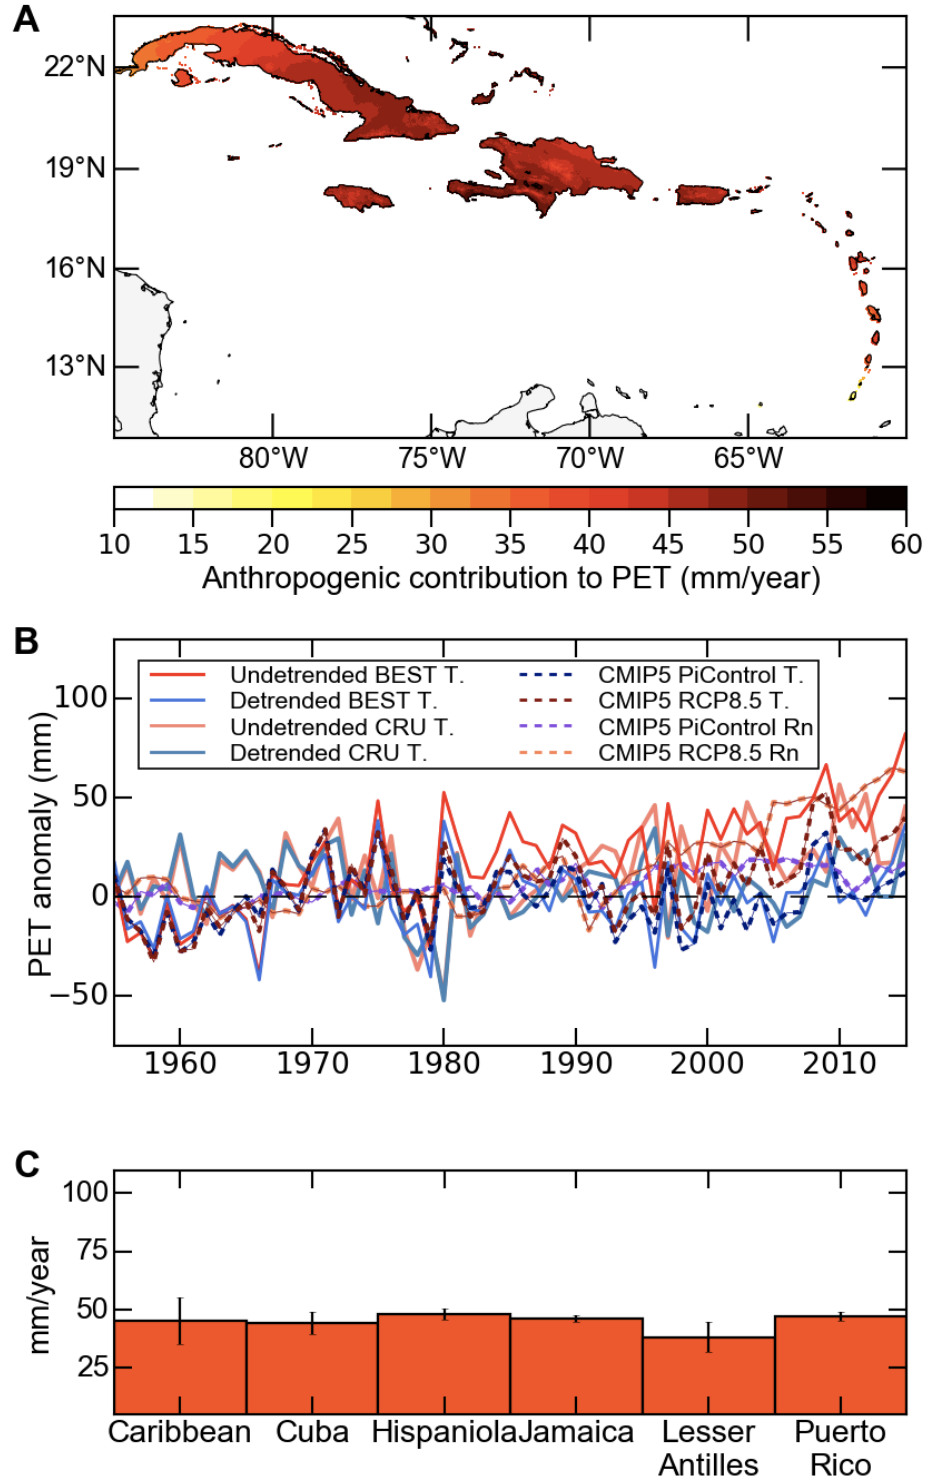 A
22°N
19°N
16°N
13°N
80°W 75°W 70°W 65°W
10 15 20 25 30 35 40 45 50 55 60
Anthropogenic contribution to PET (mm/year)
B
PET anomaly (mm)
100
50
0
−50
Undetrended BEST T.
Detrended BEST T.
Undetrended CRU T.
Detrended CRU T.
CMIP5 PiControl T.
CMIP5 RCP8.5 T.
CMIP5 PiControl Rn
CMIP5 RCP8.5 Rn
1960 1970 1980 1990 2000 2010
C
mm/year
100
75
50
25
Caribbean Cuba Hispaniola Jamaica Lesser Puerto
Antilles Rico